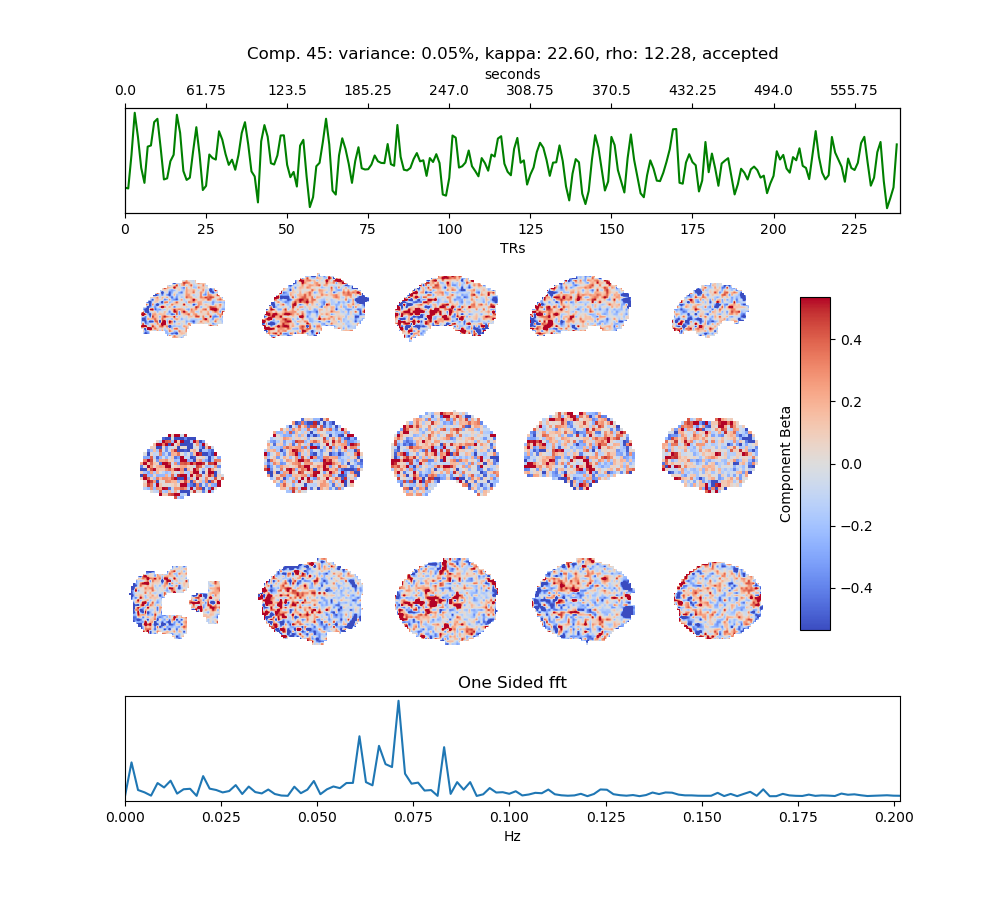 Comp. 45: variance: 0.05%, kappa: 22.60, rho: 12.28, accepted
seconds
0.0 61.75 123.5 185.25 247.0 308.75 370.5 432.25 494.0 555.75
0 25 50 75 100 125 150 175 200 225
TRs
0.4
0.2
0.0
−0.2
−0.4
Component Beta
One Sided fft
0.000 0.025 0.050 0.075 0.100 0.125 0.150 0.175 0.200
Hz